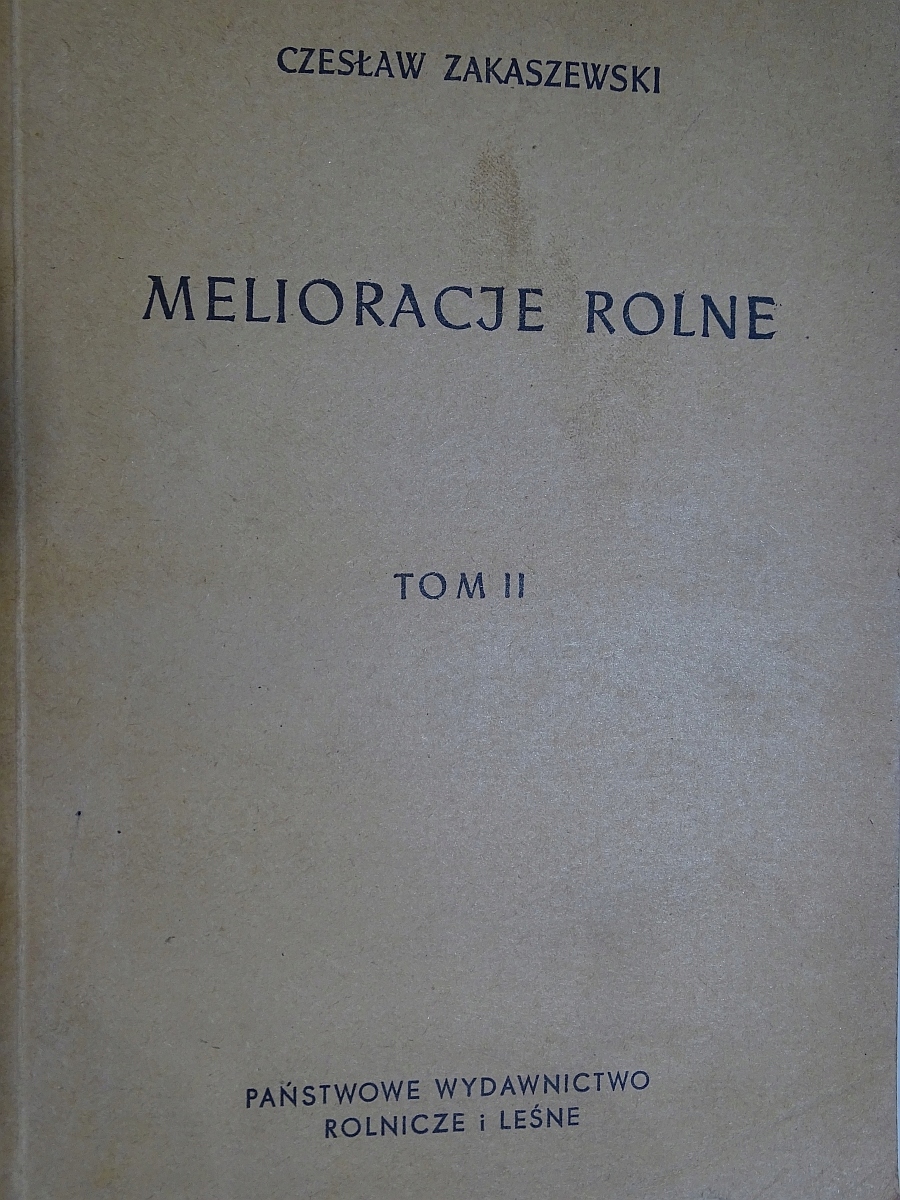 CZESŁAW ZAKASZEWSKI
MELIORACJE ROLNE
TOM II
PAŃSTWOWE WYDAWNICTWO
ROLNICZE i LEŚNE